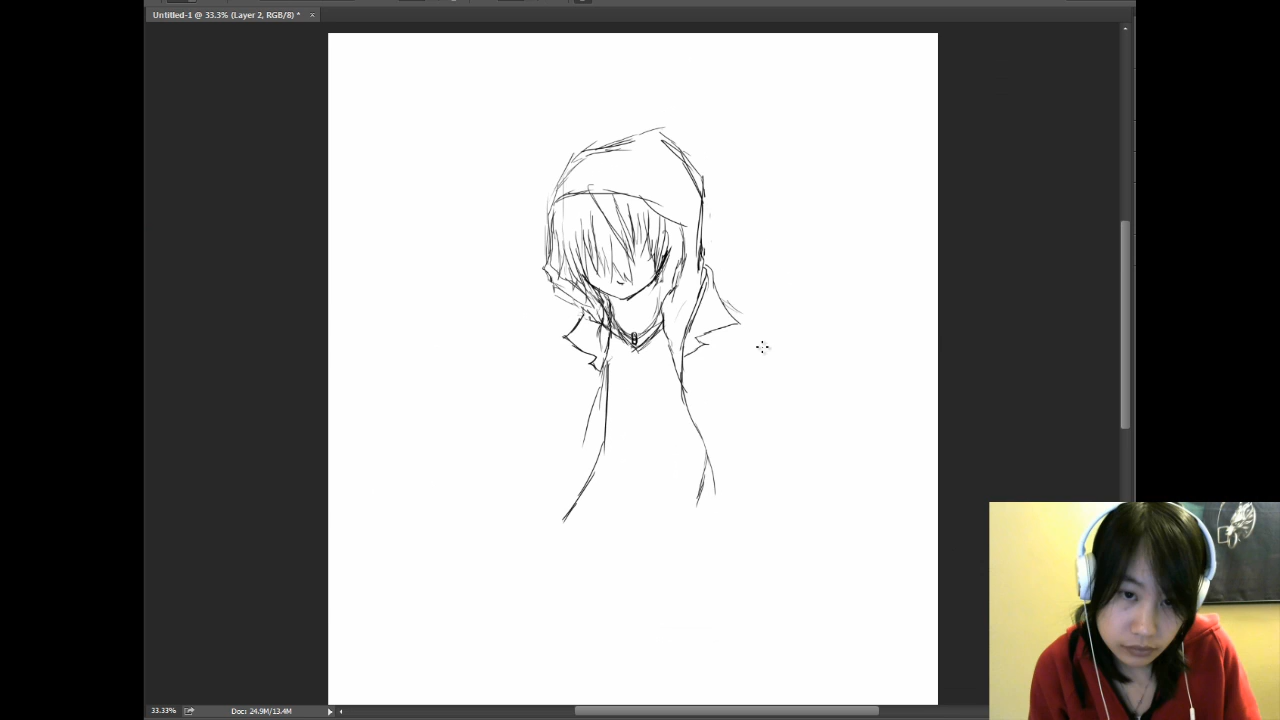 Untitled-1 @ 33.3% (Layer 2, RGB/8) *
33.33%
Doc: 24.9M/13.4M